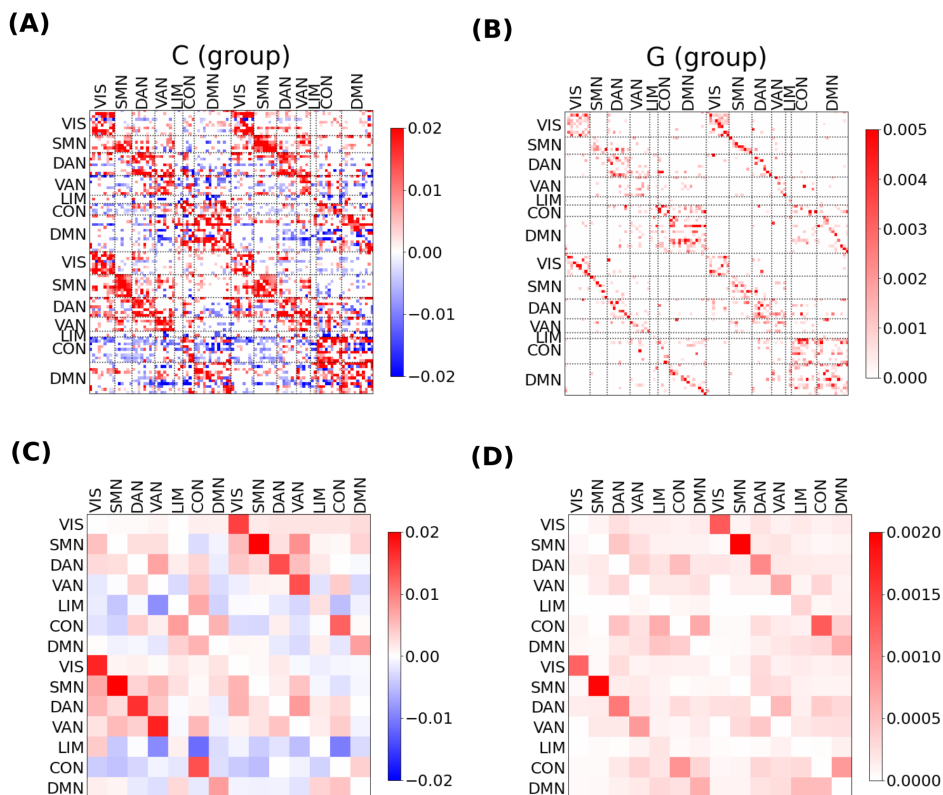 (A)
C (group)
VIS SMN DAN VAN LIM CON DMN VIS SMN DAN VAN LIM CON DMN
VIS
SMN
DAN
VAN
LIM
CON
DMN
VIS
SMN
DAN
VAN
LIM
CON
DMN
0.02
0.01
0.00
−0.01
−0.02
(B)
G (group)
VIS SMN DAN VAN LIM CON DMN VIS SMN DAN VAN LIM CON DMN
VIS
SMN
DAN
VAN
LIM
CON
DMN
VIS
SMN
DAN
VAN
LIM
CON
DMN
0.005
0.004
0.003
0.002
0.001
0.000
(C)
VIS SMN DAN VAN LIM CON DMN VIS SMN DAN VAN LIM CON DMN
VIS
SMN
DAN
VAN
LIM
CON
DMN
VIS
SMN
DAN
VAN
LIM
CON
DMN
0.02
0.01
0.00
−0.01
−0.02
(D)
VIS SMN DAN VAN LIM CON DMN VIS SMN DAN VAN LIM CON DMN
VIS
SMN
DAN
VAN
LIM
CON
DMN
VIS
SMN
DAN
VAN
LIM
CON
DMN
0.0020
0.0015
0.0010
0.0005
0.0000